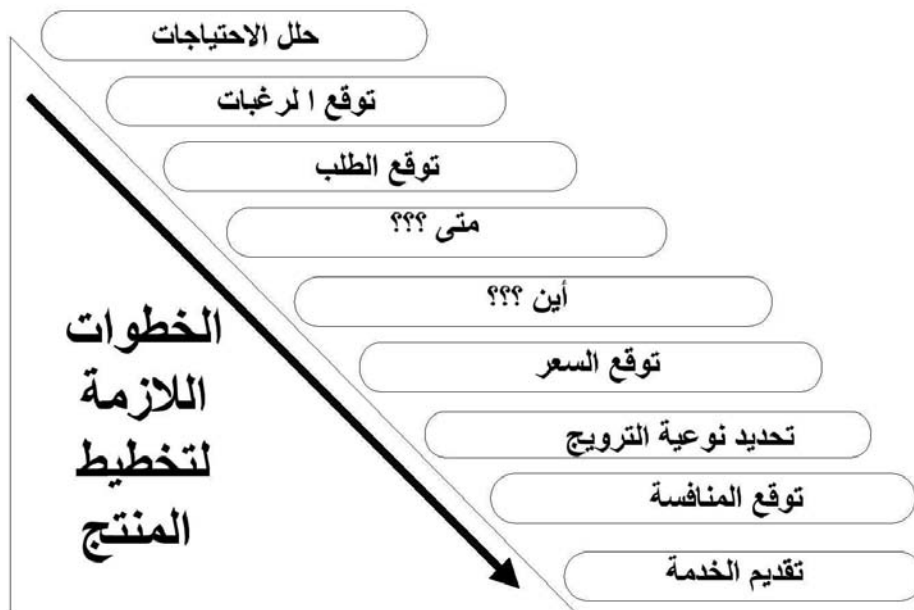 حلل الاحتياجات
توقع ا لرغبات
توقع الطلب
متى ؟؟؟
أين ؟؟؟
توقع السعر
تحديد نوعية الترويج
توقع المنافسة
تقديم الخدمة
الخطوات
اللازمة
لتخطيط
المنتج